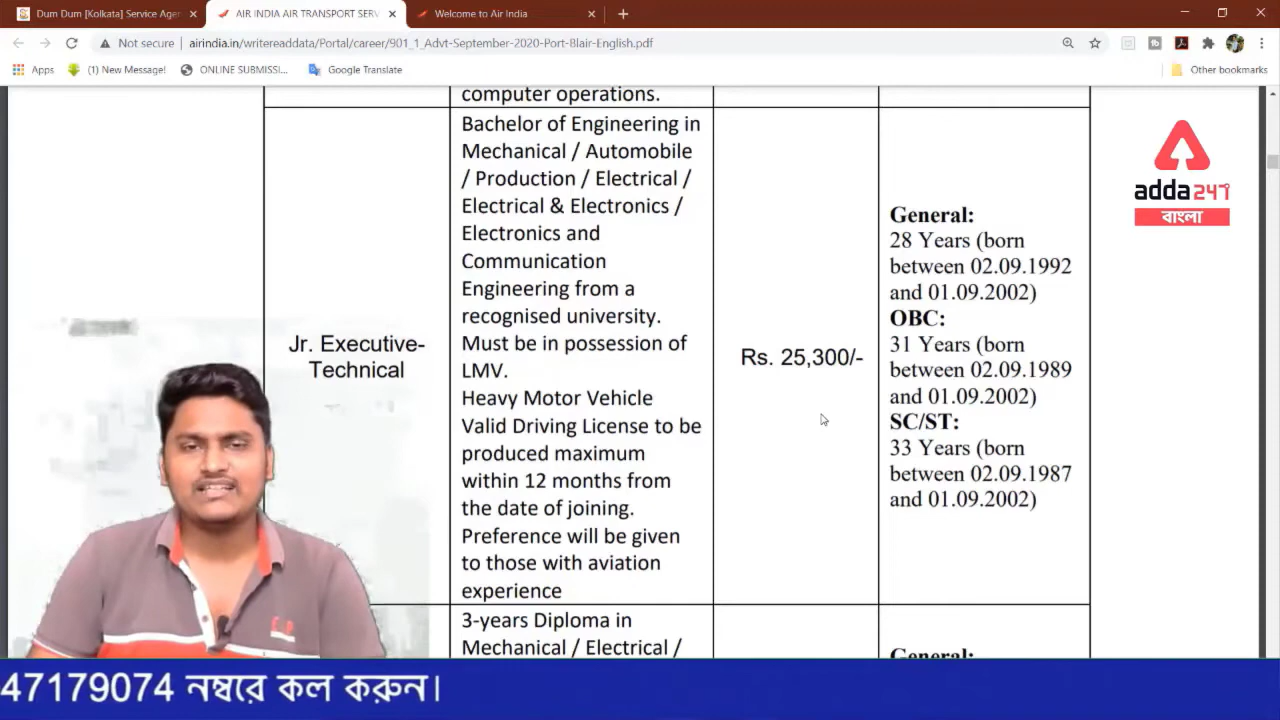 Dum Dum [Kolkata] Service Agen
AIR INDIA AIR TRANSPORT SERV
Welcome to Air India
Not secure
airindia.in/writereaddata/Portal/career/901_1_Advt-September-2020-Port-Blair-English.pdf
Apps
(1) New Message!
ONLINE SUBMISSI...
Google Translate
Other bookmarks
computer operations.
Jr. Executive-
Technical
Bachelor of Engineering in
Mechanical / Automobile
/ Production / Electrical /
Electrical & Electronics /
Electronics and
Communication
Engineering from a
recognised university.
Must be in possession of
LMV.
Heavy Motor Vehicle
Valid Driving License to be
produced maximum
within 12 months from
the date of joining.
Preference will be given
to those with aviation
experience
Rs. 25,300/-
General:
28 Years (born
between 02.09.1992
and 01.09.2002)
OBC:
31 Years (born
between 02.09.1989
and 01.09.2002)
SC/ST:
33 Years (born
between 02.09.1987
and 01.09.2002)
3-years Diploma in
Mechanical / Electrical /
General:
adda247
বাংলা
47179074 নম্বরে কল করুন।